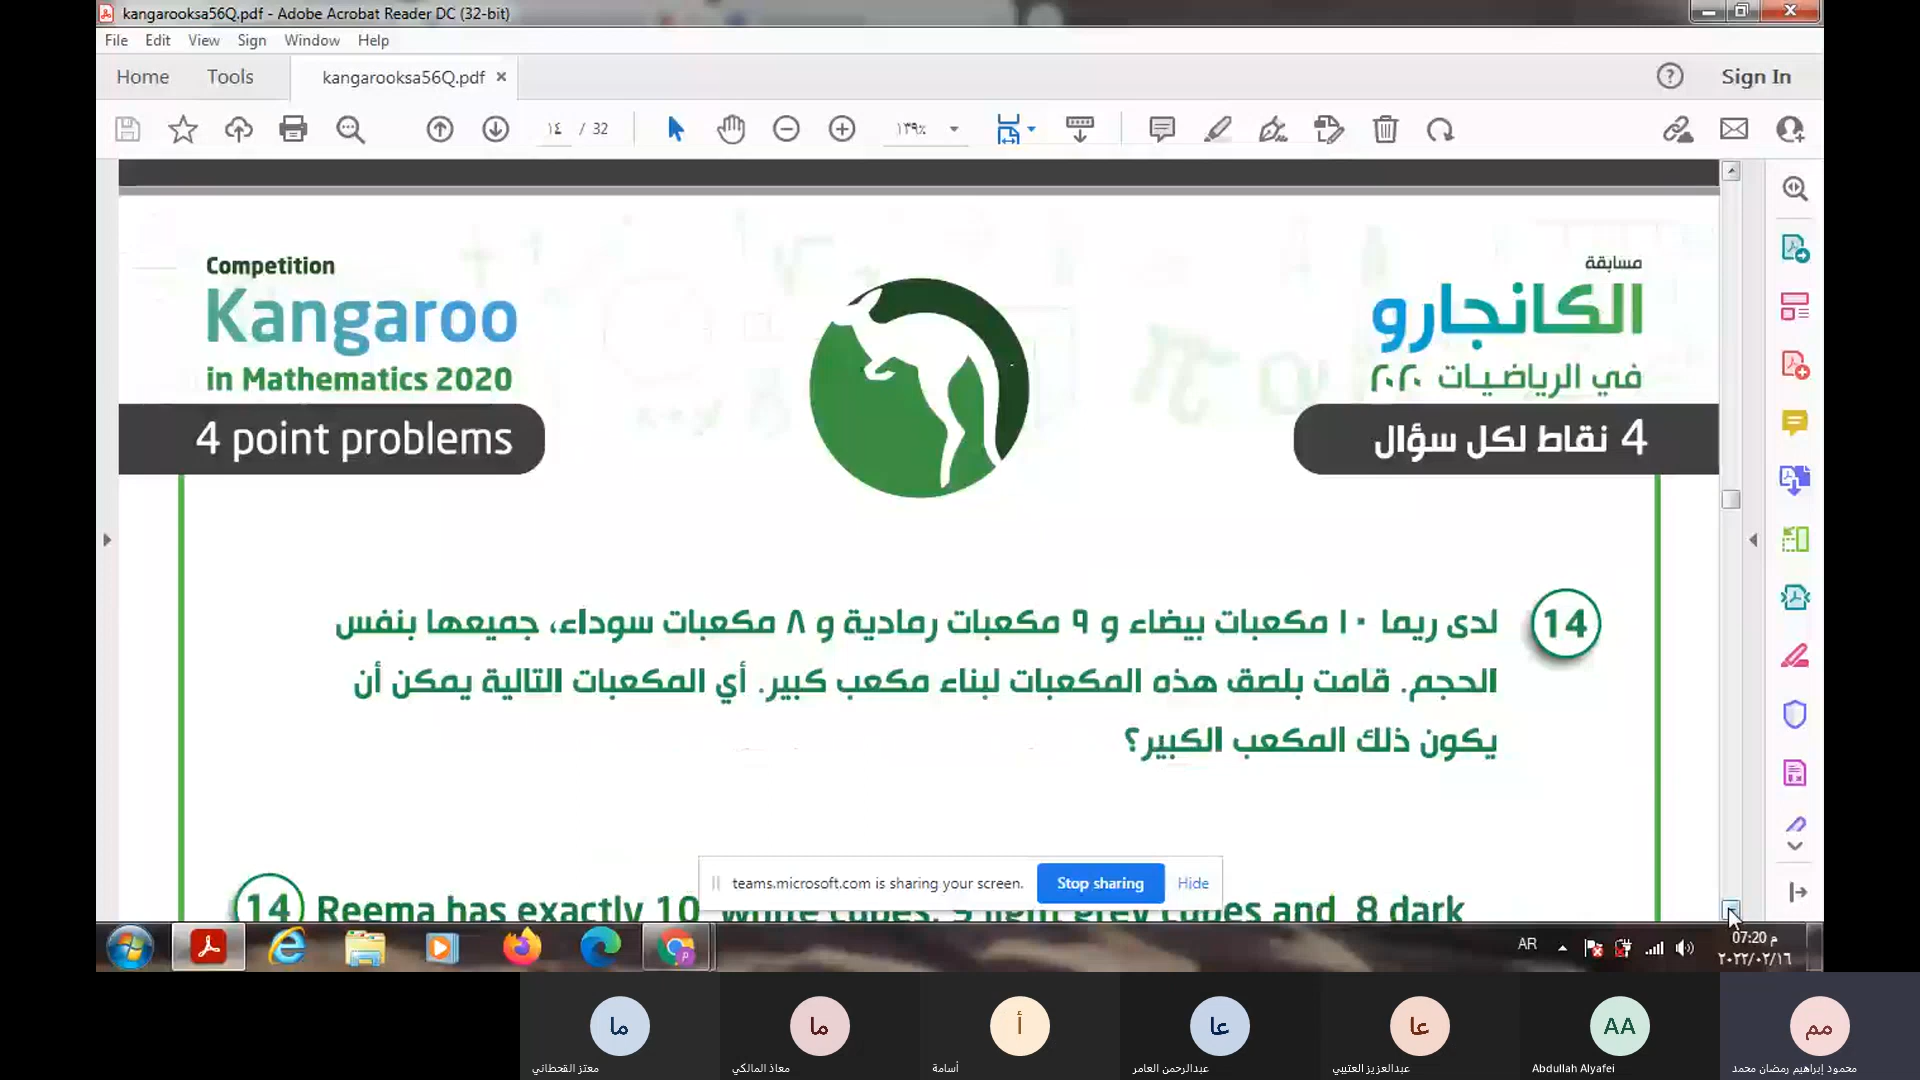 kangarooksa56Q.pdf - Adobe Acrobat Reader DC (32-bit)
File Edit View Sign Window Help
Home Tools kangarooksa56Q.pdf Sign In
١٤ / 32 ١٣٩٪
Competition
Kangaroo
in Mathematics 2020
4 point problems
مسابقة
الكانجارو
في الرياضيات ٢٠٢٠
4 نقاط لكل سؤال
14 لدى ريما ١٠ مكعبات بيضاء و ٩ مكعبات رمادية و ٨ مكعبات سوداء، جميعها بنفس
الحجم. قامت بلصق هذه المكعبات لبناء مكعب كبير. أي المكعبات التالية يمكن أن
يكون ذلك المكعب الكبير؟
teams.microsoft.com is sharing your screen. Stop sharing Hide
14 Reema has exactly 10 white cubes, 9 light grey cubes and 8 dark
AR
07:20 م
٢٠٢٢/٠٢/١٦
ما ما أ عا عا AA مم
معتز القحطاني معاذ المالكي أسامة عبدالرحمن العامر عبدالعزيز العتيبي Abdullah Alyafei محمود إبراهيم رمضان محمد